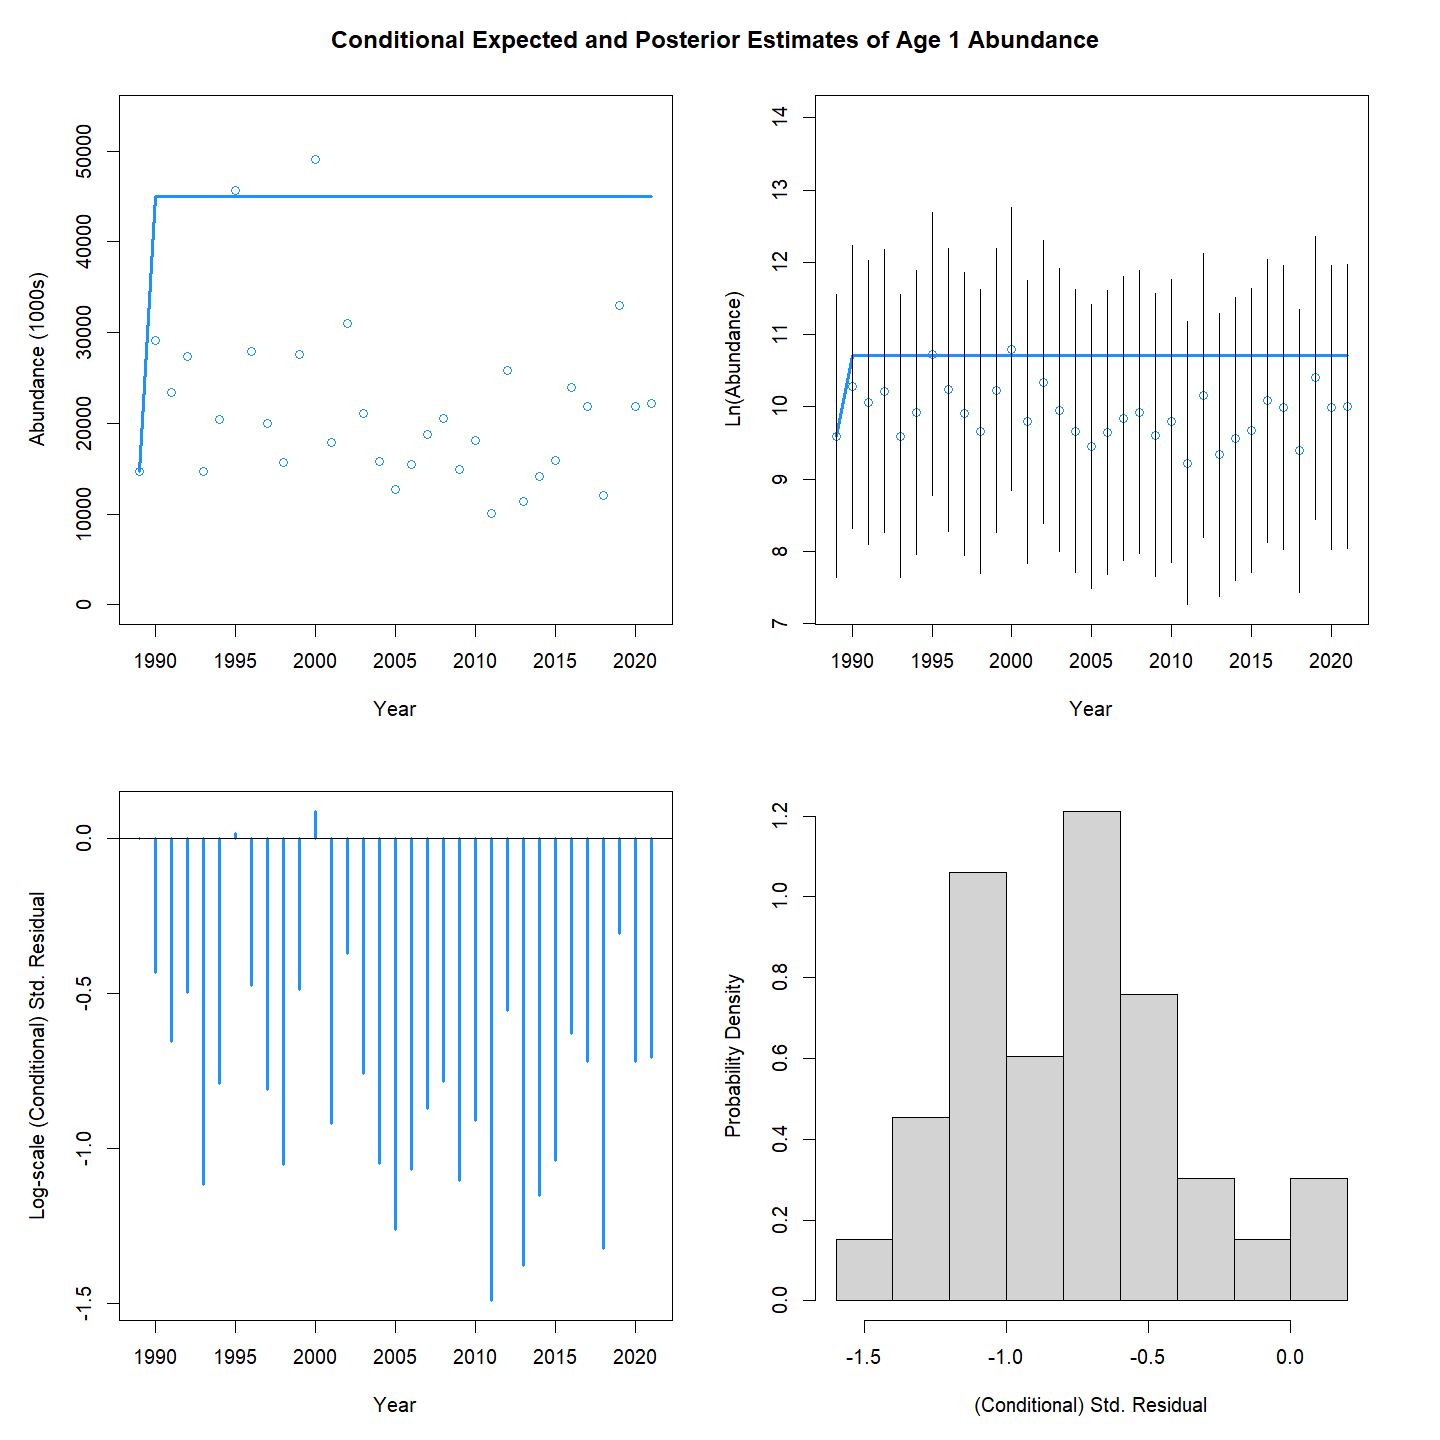 Conditional Expected and Posterior Estimates of Age 1 Abundance
Abundance (1000s)
50000
40000
30000
20000
10000
0
1990 1995 2000 2005 2010 2015 2020
Year
Ln(Abundance)
14
13
12
11
10
9
8
7
1990 1995 2000 2005 2010 2015 2020
Year
Log-scale (Conditional) Std. Residual
0.0
-0.5
-1.0
-1.5
1990 1995 2000 2005 2010 2015 2020
Year
Probability Density
1.2
1.0
0.8
0.6
0.4
0.2
0.0
-1.5 -1.0 -0.5 0.0
(Conditional) Std. Residual